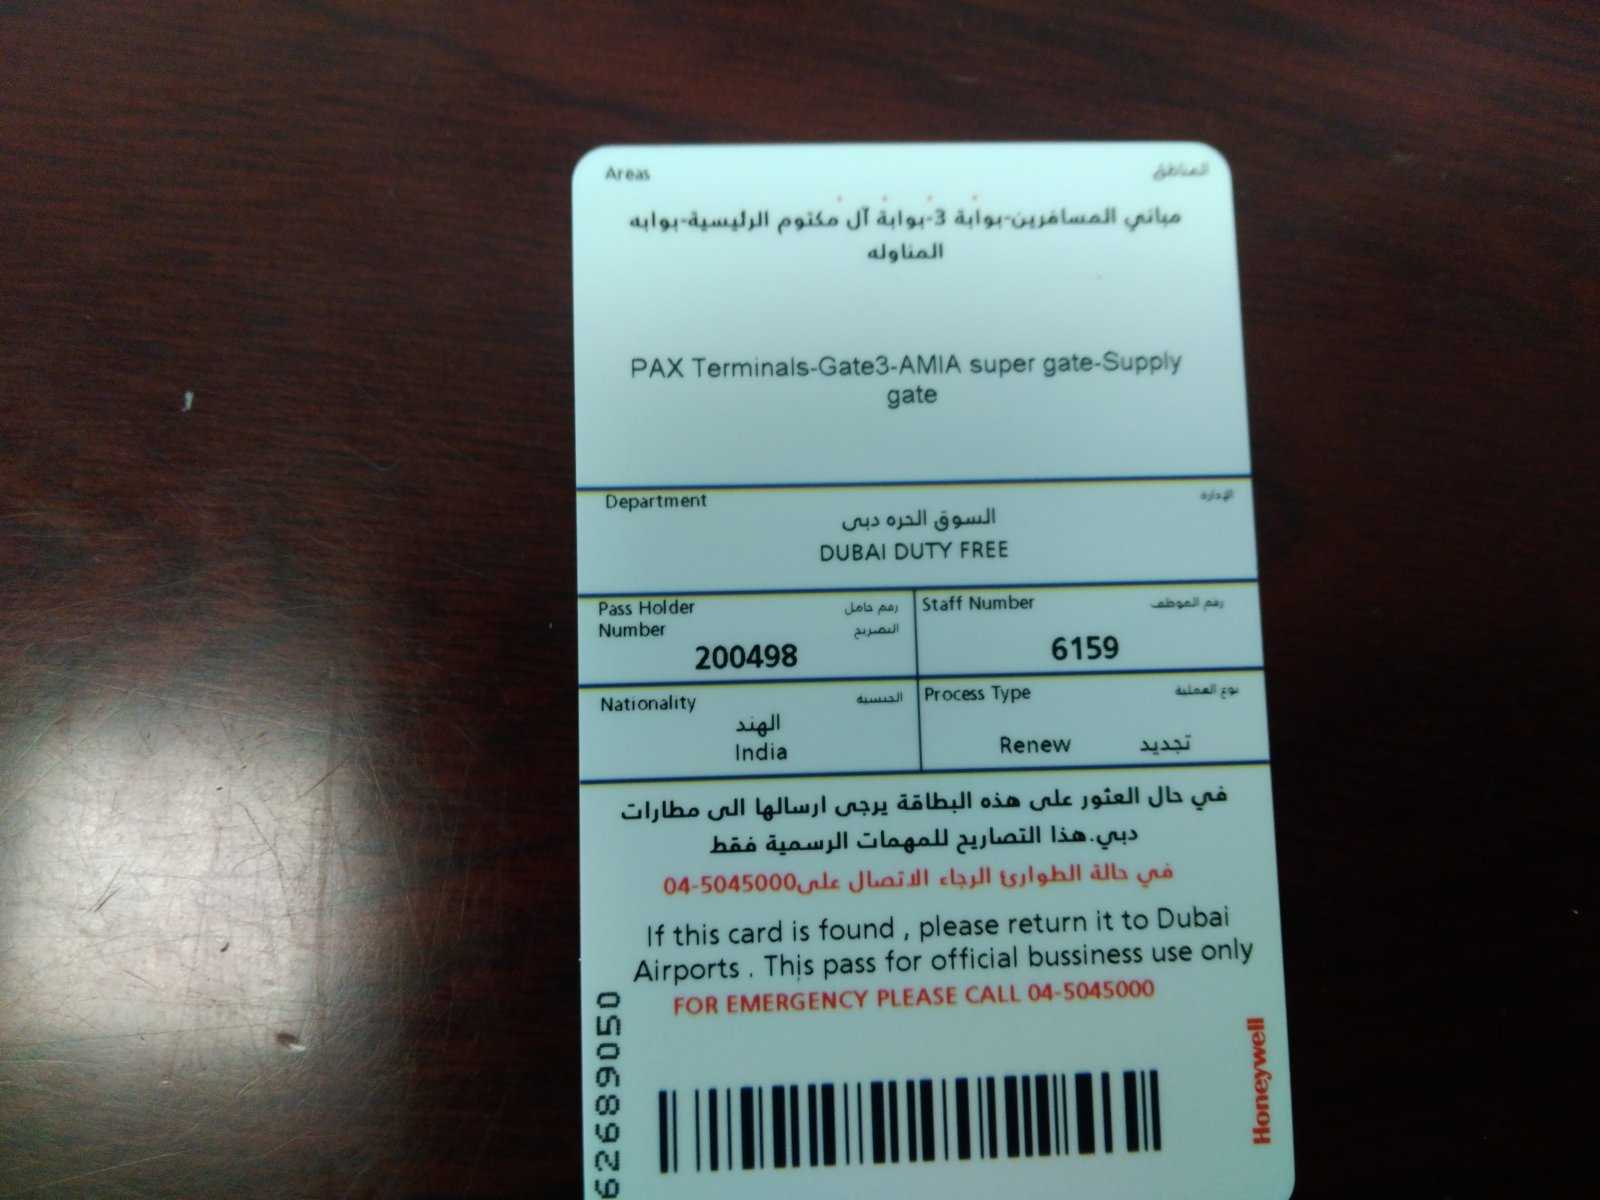 Areas المناطق
مباني المسافرين-بوابة 3-بوابة آل مكتوم الرئيسية-بوابه
المناوله
PAX Terminals-Gate3-AMIA super gate-Supply
gate
Department الإدارة
السوق الحره دبى
DUBAI DUTY FREE
Pass Holder رقم حامل
Number التصريح
200498
Staff Number رقم الموظف
6159
Nationality الجنسية
الهند
India
Process Type نوع العملية
Renew تجديد
في حال العثور على هذه البطاقة يرجى ارسالها الى مطارات
دبي.هذا التصاريح للمهمات الرسمية فقط
في حالة الطوارئ الرجاء الاتصال على04-5045000
If this card is found , please return it to Dubai
Airports . This pass for official bussiness use only
FOR EMERGENCY PLEASE CALL 04-5045000
62689050
Honeywell